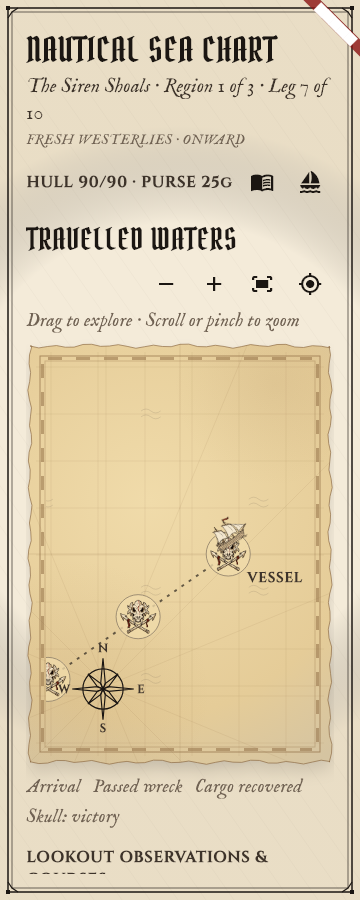 NAUTICAL SEA CHART
The Siren Shoals · Region 1 of 3 · Leg 7 of
10
FRESH WESTERLIES · ONWARD
HULL 90/90 · PURSE 25G
TRAVELLED WATERS
Drag to explore · Scroll or pinch to zoom
VESSEL
N
W E
S
Arrival Passed wreck Cargo recovered
Skull: victory
LOOKOUT OBSERVATIONS &